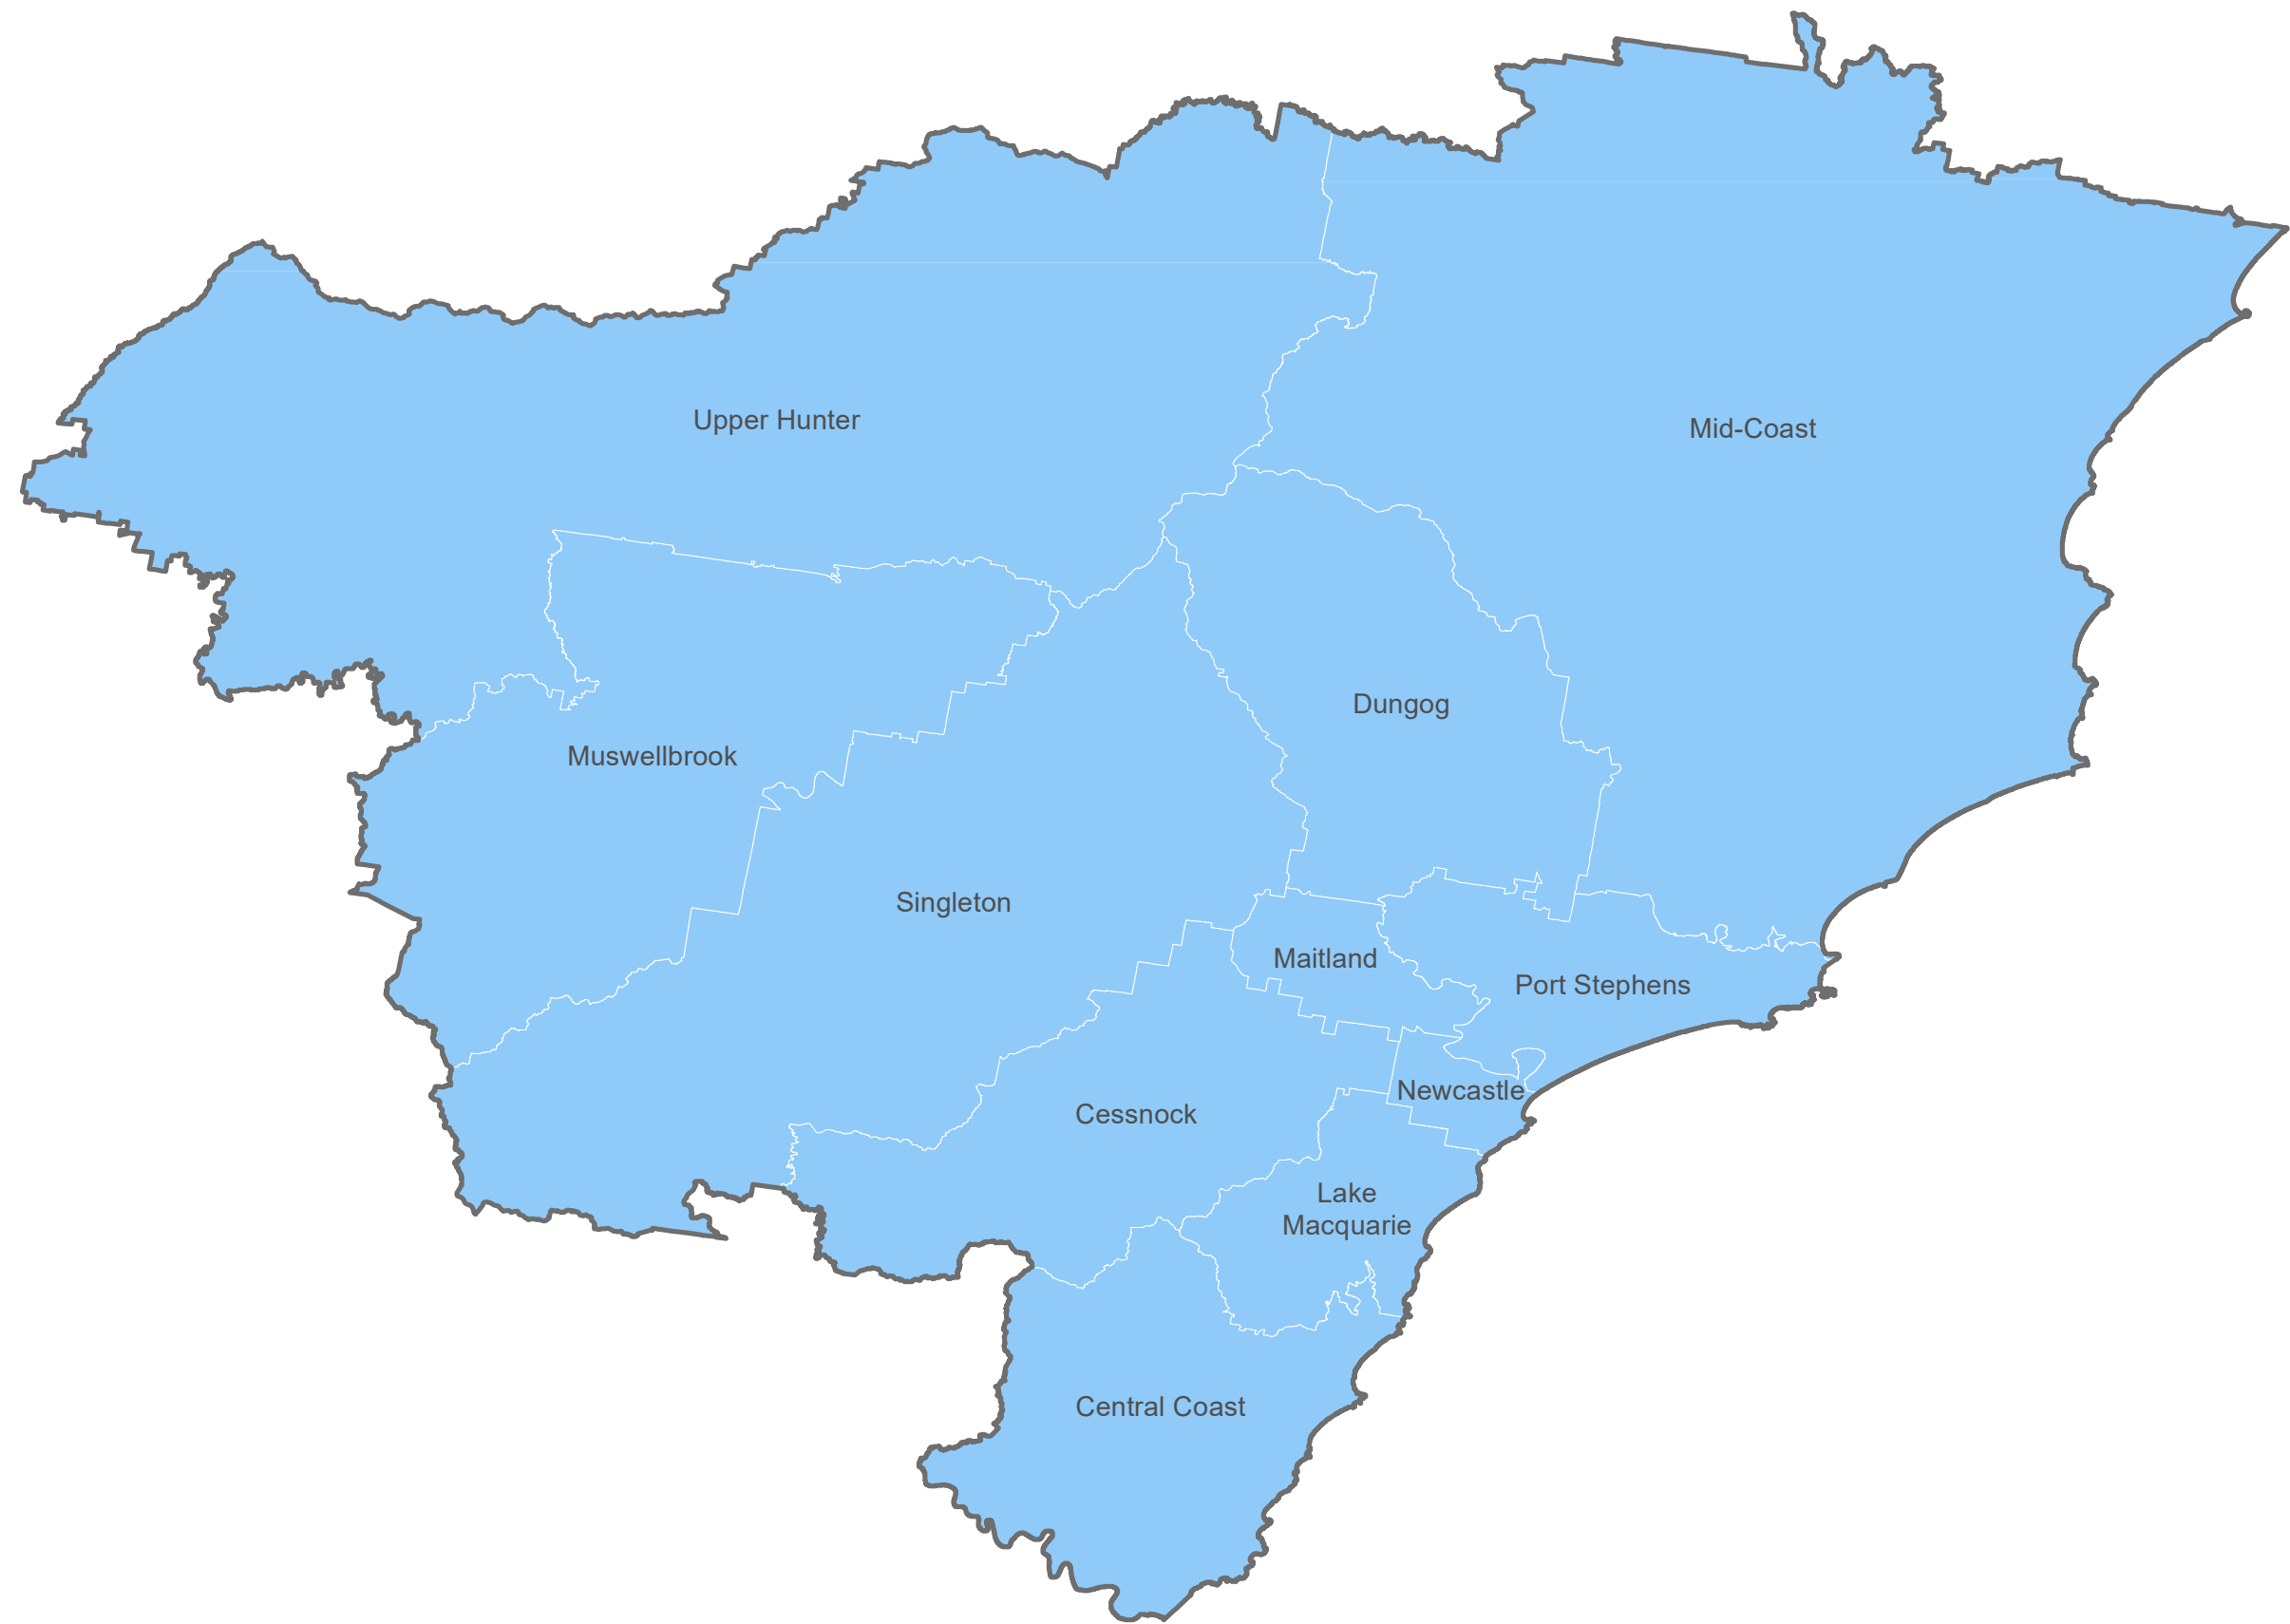 Upper Hunter
Mid-Coast
Dungog
Muswellbrook
Singleton
Maitland
Port Stephens
Newcastle
Cessnock
Lake
Macquarie
Central Coast